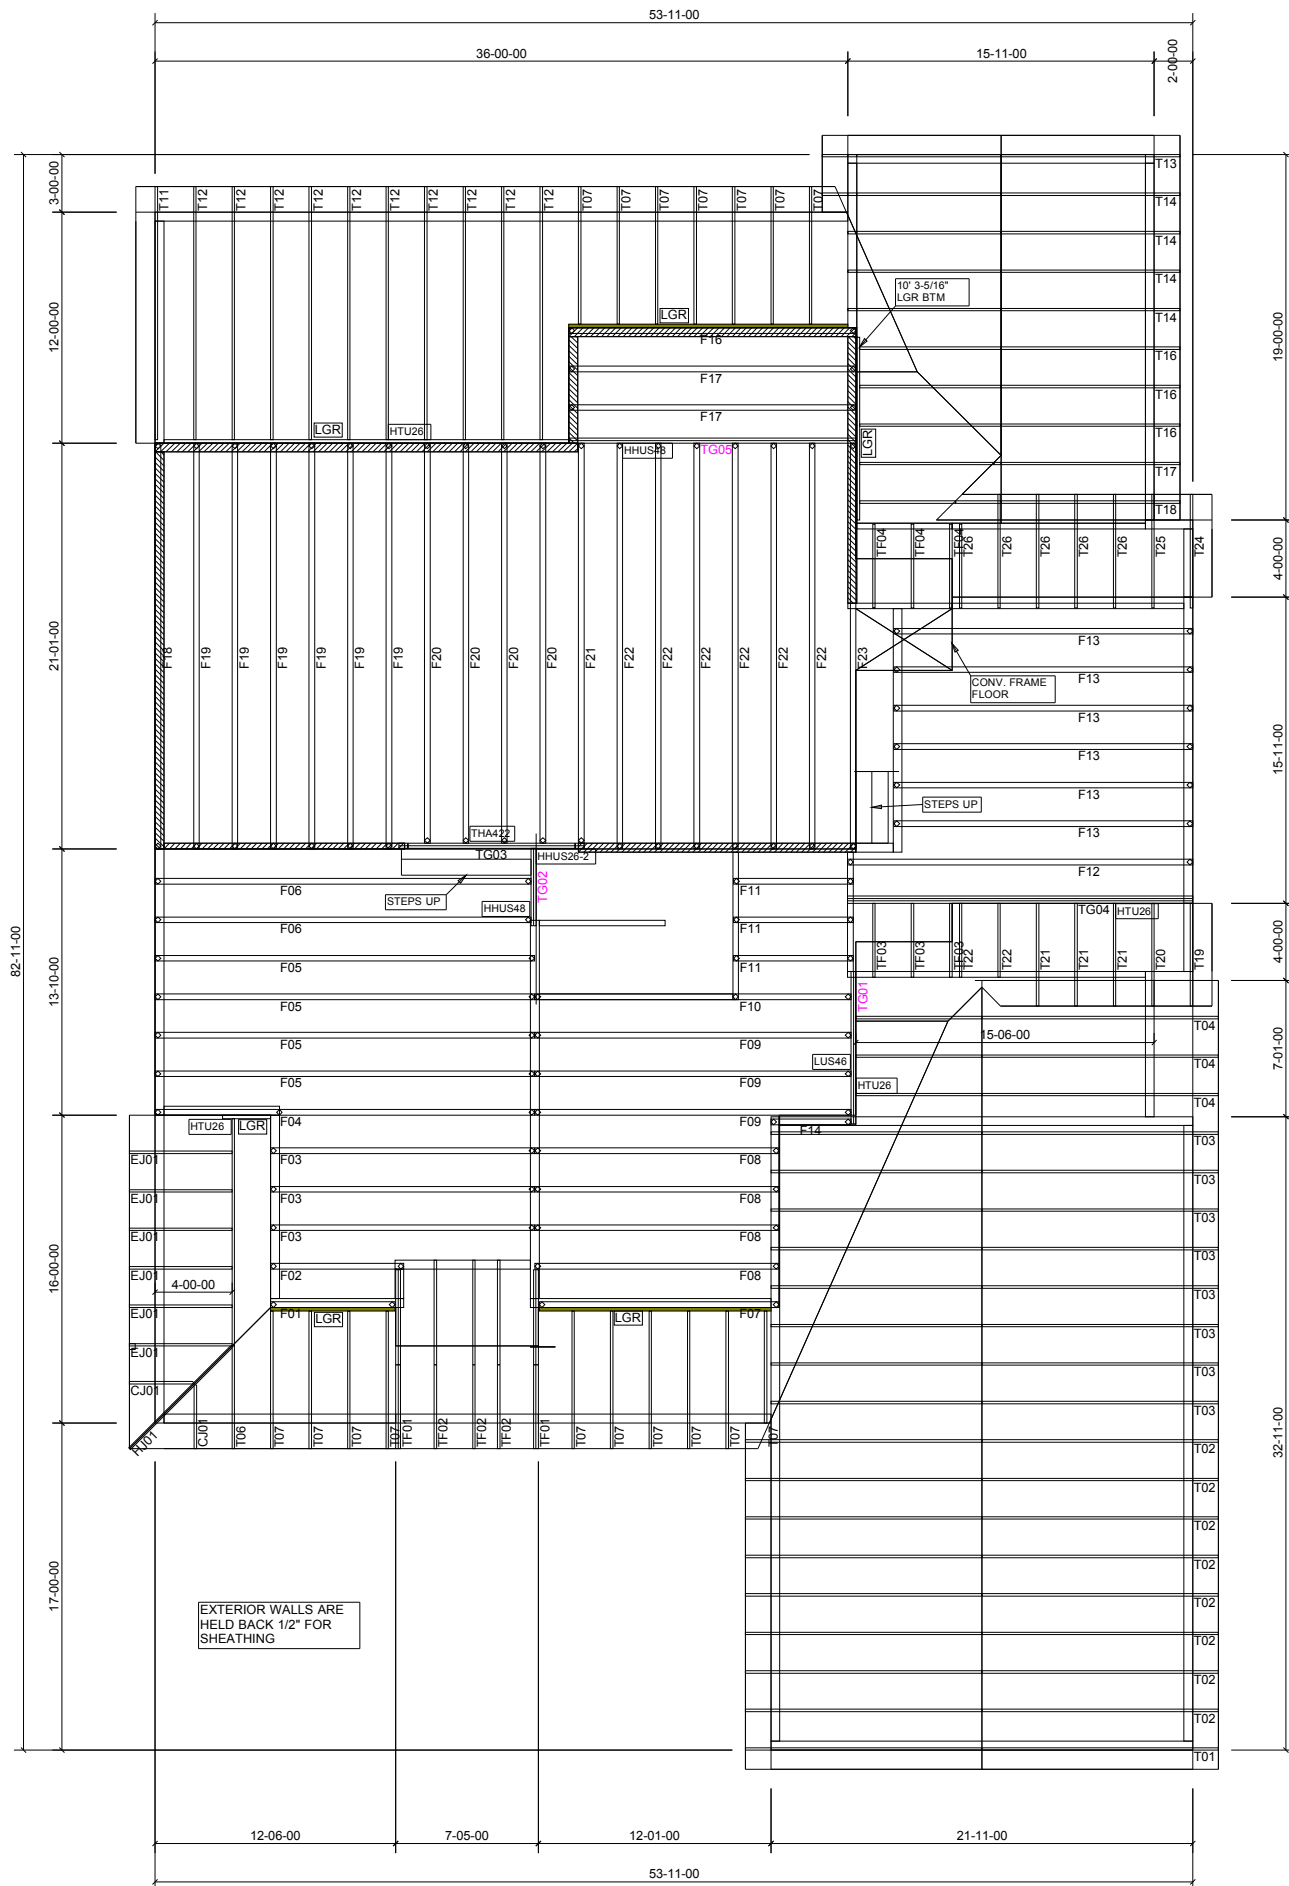 53-11-00
36-00-00
15-11-00
2-00-00
3-00-00
T11
T12
T12
T12
T12
T12
T12
T12
T12
T12
T12
T07
T07
T07
T07
T07
T07
T07
T13
T14
T14
T14
T14
T16
T16
T16
T17
T18
10' 3-5/16"
LGR BTM
12-00-00
19-00-00
LGR
F16
F17
F17
LGR
HTU26
LGR
HHUS48
TG05
TF04
TF04
TF04
T26
T26
T26
T26
T26
T25
T24
4-00-00
21-01-00
F18
F19
F19
F19
F19
F19
F19
F20
F20
F20
F20
F21
F22
F22
F22
F22
F22
F22
F23
F13
F13
F13
F13
F13
F13
CONV. FRAME
FLOOR
15-11-00
STEPS UP
THA422
TG03
HHUS26-2
F12
TG02
STEPS UP
HHUS48
F06
F06
F05
F05
F05
F05
F04
F11
F11
F11
F10
F09
F09
F09
TG04
HTU26
TF03
TF03
TF03
T22
T22
T21
T21
T21
T20
T19
4-00-00
82-11-00
13-10-00
TG01
15-06-00
T04
T04
T04
7-01-00
LUS46
HTU26
HTU26
LGR
F14
EJ01
EJ01
EJ01
EJ01
EJ01
EJ01
CJ01
F03
F03
F03
F02
F01
F08
F08
F08
F08
F07
16-00-00
4-00-00
LGR
LGR
HJ01
CJ01
T06
T07
T07
T07
T07
TF01
TF02
TF02
TF02
TF01
T07
T07
T07
T07
T07
T07
T03
T03
T03
T03
T03
T03
T03
T03
T02
T02
T02
T02
T02
T02
T02
T02
T01
32-11-00
17-00-00
EXTERIOR WALLS ARE
HELD BACK 1/2" FOR
SHEATHING
12-06-00
7-05-00
12-01-00
21-11-00
53-11-00